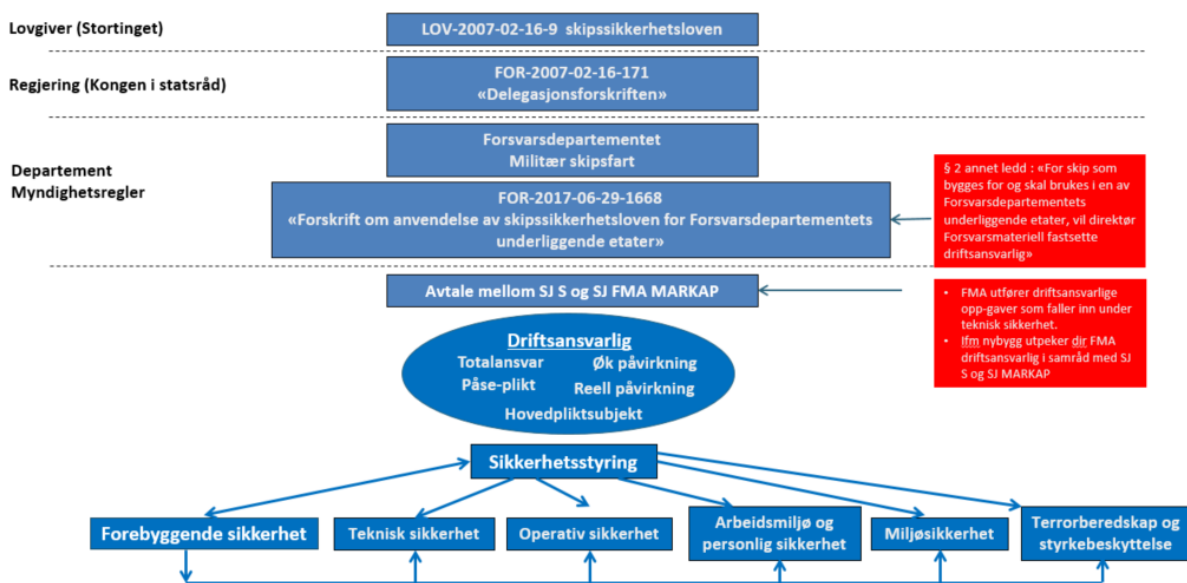 Lovgiver (Stortinget)
LOV-2007-02-16-9 skipssikkerhetsloven
Regjering (Kongen i statsråd)
FOR-2007-02-16-171
«Delegasjonsforskriften»
Forsvarsdepartementet
Militær skipsfart
Departement
Myndighetsregler
FOR-2017-06-29-1668
«Forskrift om anvendelse av skipssikkerhetsloven for Forsvarsdepartementets
underliggende etater»
§ 2 annet ledd : «For skip som
bygges for og skal brukes i en av
Forsvarsdepartementets
underliggende etater, vil direktør
Forsvarsmateriell fastsette
driftsansvarlig»
Avtale mellom SJ S og SJ FMA MARKAP
• FMA utfører driftsansvarlige
opp-gaver som faller inn under
teknisk sikkerhet.
• Ifm nybygg utpeker dir FMA
driftsansvarlig i samråd med SJ
S og SJ MARKAP
Driftsansvarlig
Totalansvar Øk påvirkning
Påse-plikt Reell påvirkning
Hovedpliktsubjekt
Sikkerhetsstyring
Forebyggende sikkerhet
Teknisk sikkerhet
Operativ sikkerhet
Arbeidsmiljø og
personlig sikkerhet
Miljøsikkerhet
Terrorberedskap og
styrkebeskyttelse